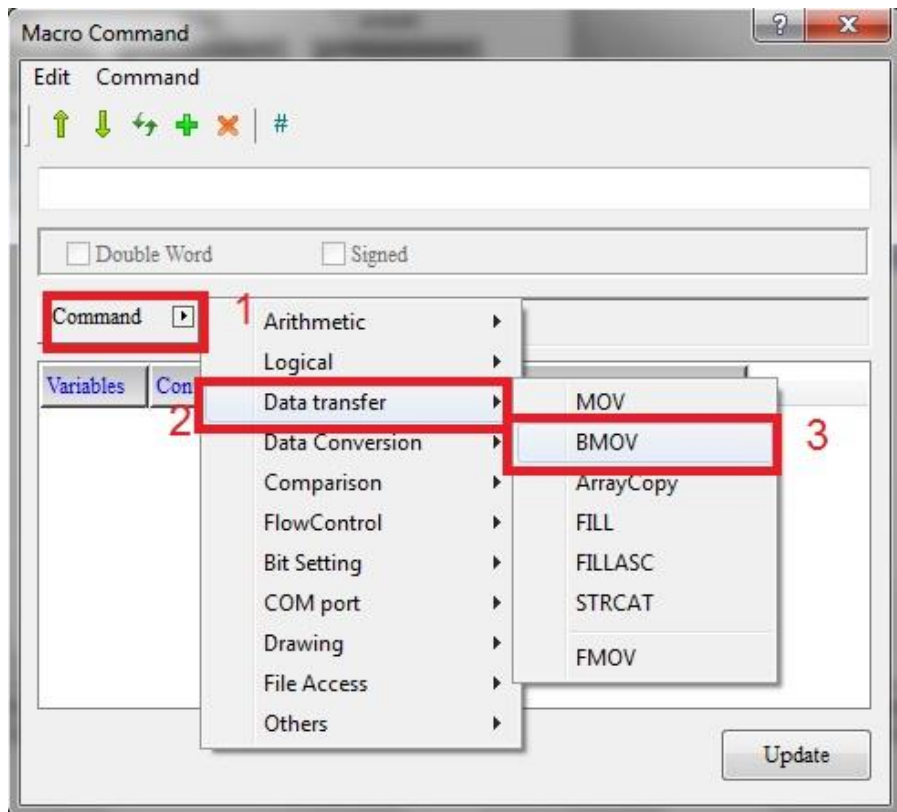 Macro Command
?
X
Edit Command
#
Double Word Signed
Command
1
Arithmetic
Logical
Variables
2
Data transfer
MOV
Data Conversion
BMOV
3
Comparison
ArrayCopy
FlowControl
FILL
Bit Setting
FILLASC
COM port
STRCAT
Drawing
FMOV
File Access
Others
Update